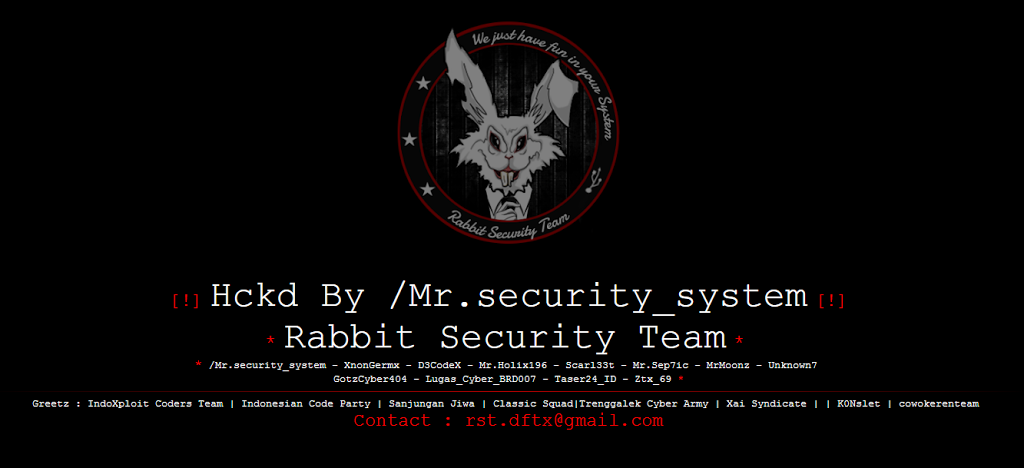 We just have fun in your System
Rabbit Security Team
[!] Hckd By /Mr.security_system [!]
* Rabbit Security Team *
* /Mr.security_system - XnonGermx - D3CodeX - Mr.Holix196 - Scarl33t - Mr.Sep7ic - MrMoonz - Unknown7
GotzCyber404 - Lugas_Cyber_BRD007 - Taser24_ID - Ztx_69 *
Greetz : IndoXploit Coders Team | Indonesian Code Party | Sanjungan Jiwa | Classic Squad|Trenggalek Cyber Army | Xai Syndicate | | K0Nslet | cowokerenteam
Contact : rst.dftx@gmail.com